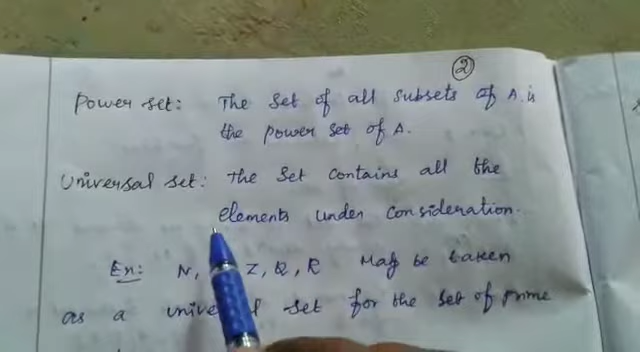 2
Power set: The set of all subsets of A is
the power set of A.
Universal set: The set contains all the
elements under consideration.
Ex: N, Z, Q, R May be taken
as a set for the set of prime